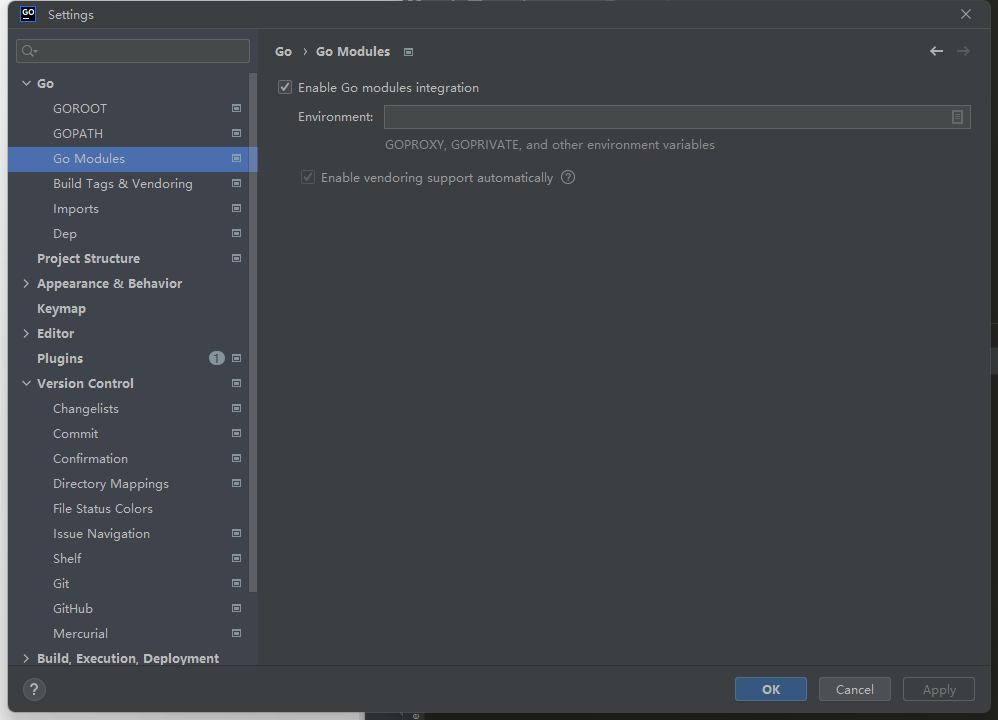 GO Settings
Go
GOROOT
GOPATH
Go Modules
Build Tags & Vendoring
Imports
Dep
Project Structure
Appearance & Behavior
Keymap
Editor
Plugins 1
Version Control
Changelists
Commit
Confirmation
Directory Mappings
File Status Colors
Issue Navigation
Shelf
Git
GitHub
Mercurial
Build, Execution, Deployment
Go › Go Modules
Enable Go modules integration
Environment:
GOPROXY, GOPRIVATE, and other environment variables
Enable vendoring support automatically ?
?
OK Cancel Apply